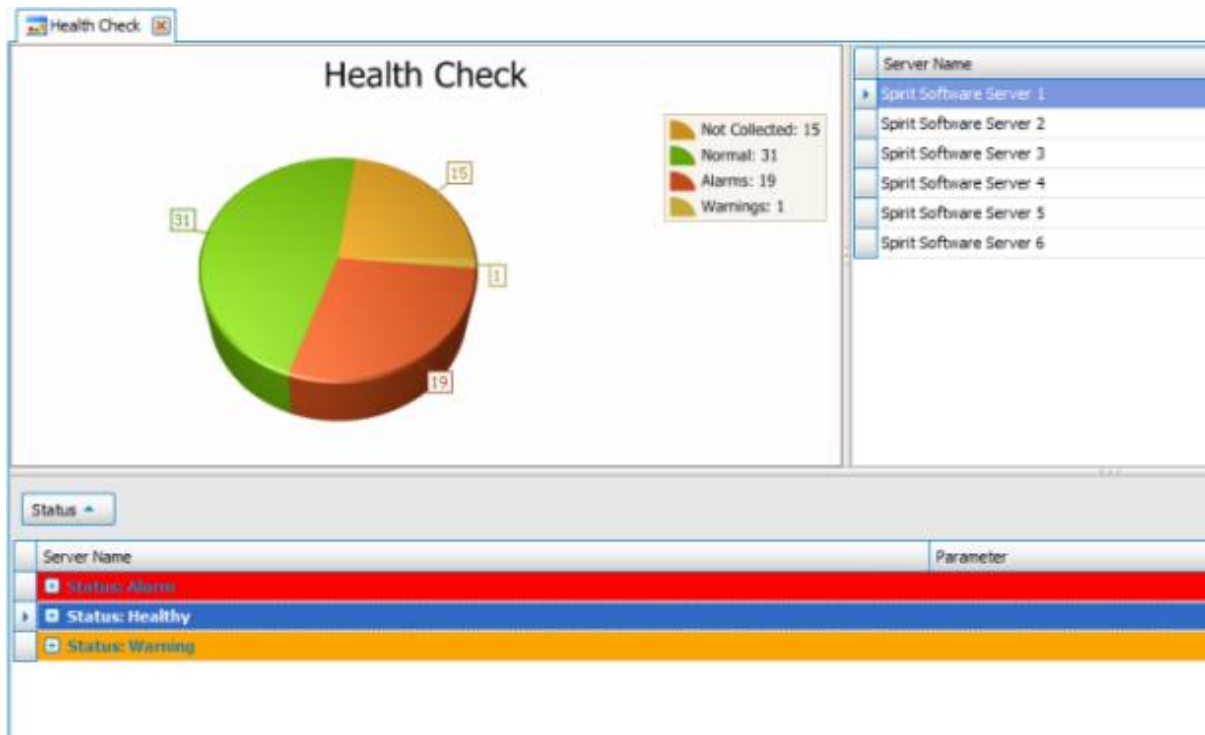 Health Check
Health Check
Not Collected: 15
Normal: 31
Alarms: 19
Warnings: 1
15
31
1
19
Server Name
Spirit Software Server 1
Spirit Software Server 2
Spirit Software Server 3
Spirit Software Server 4
Spirit Software Server 5
Spirit Software Server 6
Status
Server Name Parameter
Status: Alarm
Status: Healthy
Status: Warning